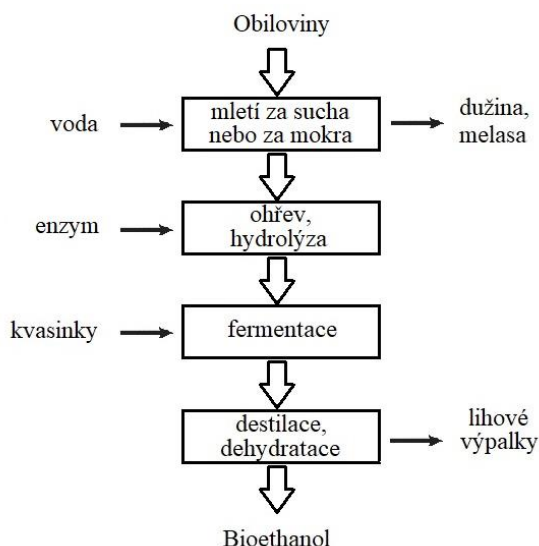 Obiloviny
voda
mletí za sucha
nebo za mokra
dužina,
melasa
enzym
ohřev,
hydrolýza
kvasinky
fermentace
destilace,
dehydratace
lihové
výpalky
Bioethanol